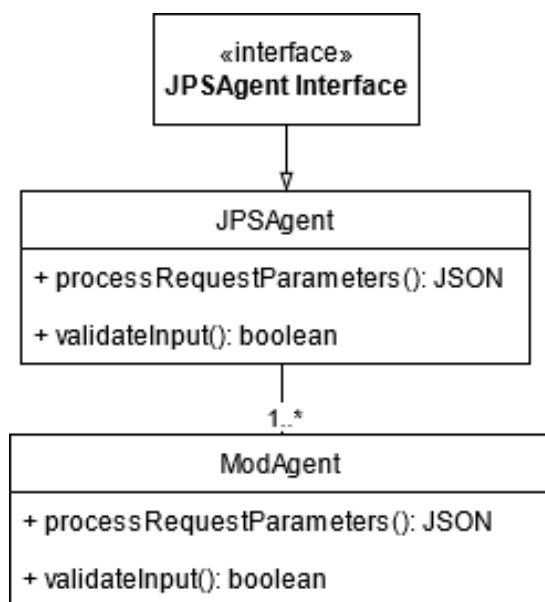 «interface»
JPSAgent Interface
JPSAgent
+ processRequestParameters(): JSON
+ validateInput(): boolean
1..*
ModAgent
+ processRequestParameters(): JSON
+ validateInput(): boolean